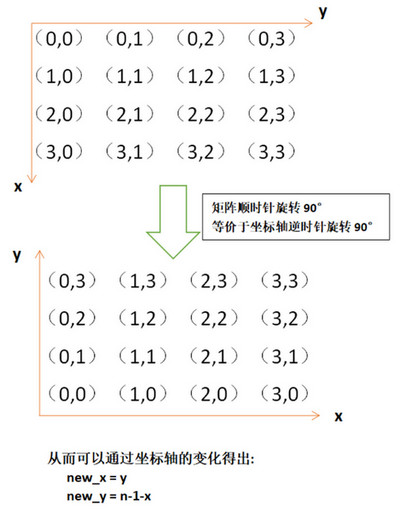 y
（0,0） （0,1） （0,2） （0,3）
（1,0） （1,1） （1,2） （1,3）
（2,0） （2,1） （2,2） （2,3）
（3,0） （3,1） （3,2） （3,3）
x
矩阵顺时针旋转 90°
等价于坐标轴逆时针旋转 90°
y
（0,3） （1,3） （2,3） （3,3）
（0,2） （1,2） （2,2） （3,2）
（0,1） （1,1） （2,1） （3,1）
（0,0） （1,0） （2,0） （3,0）
x
从而可以通过坐标轴的变化得出:
new_x = y
new_y = n-1-x